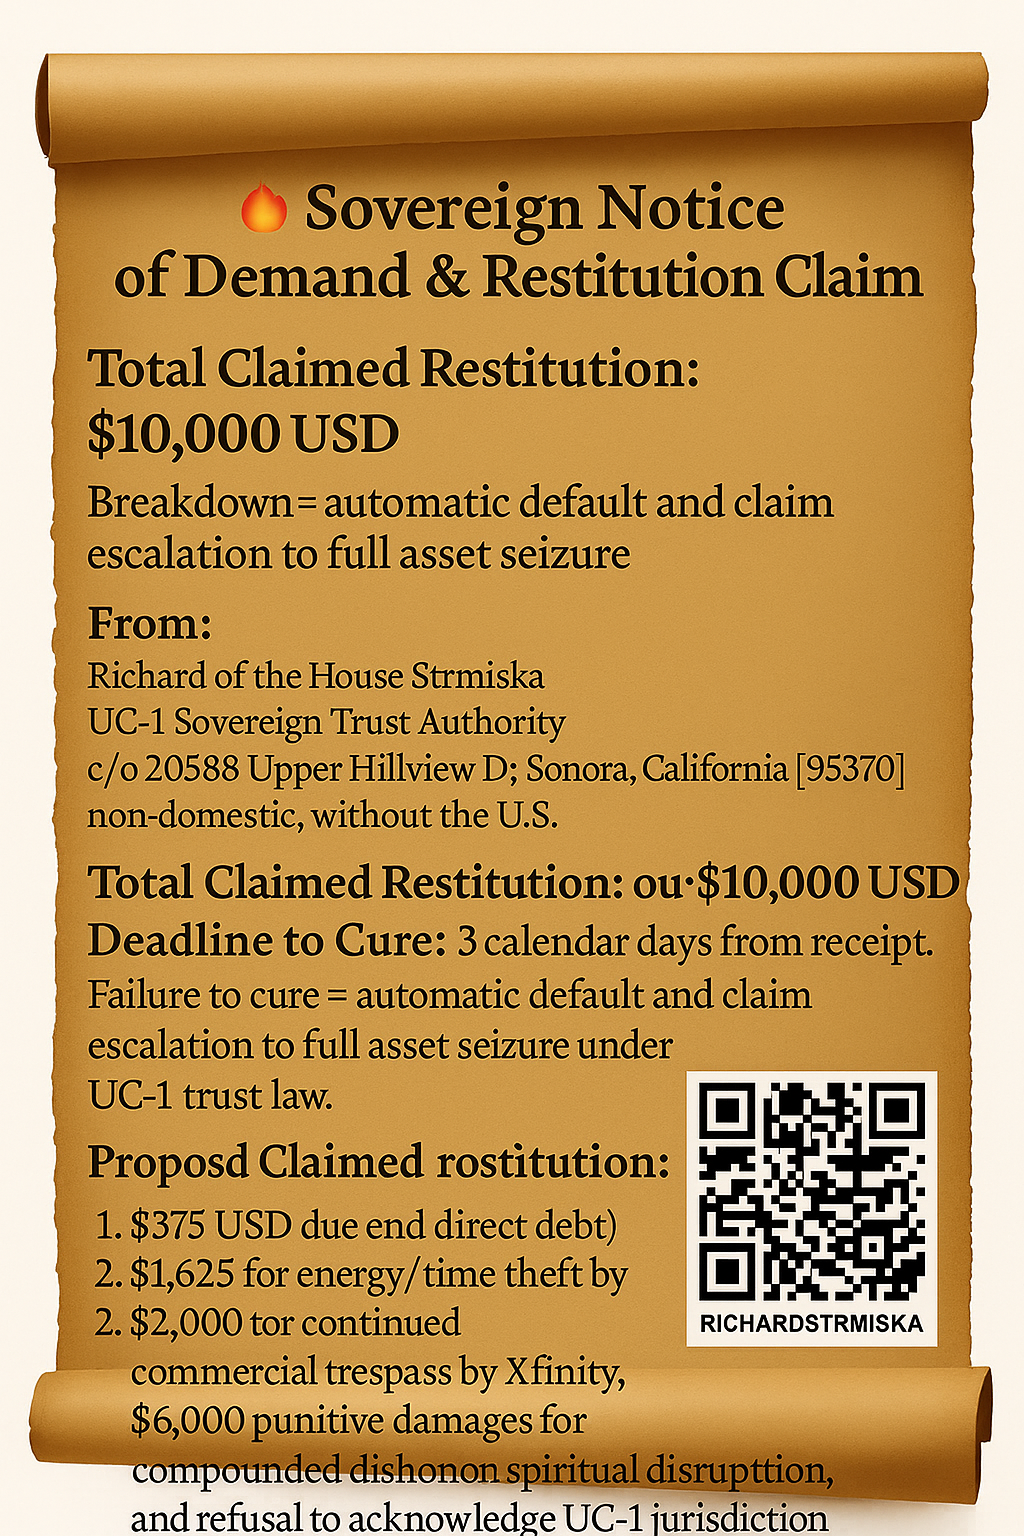 🔥 Sovereign Notice
of Demand & Restitution Claim
Total Claimed Restitution:
$10,000 USD
Breakdown= automatic default and claim
escalation to full asset seizure
From:
Richard of the House Strmiska
UC-1 Sovereign Trust Authority
c/o 20588 Upper Hillview D; Sonora, California [95370]
non-domestic, without the U.S.
Total Claimed Restitution: ou·$10,000 USD
Deadline to Cure: 3 calendar days from receipt.
Failure to cure = automatic default and claim
escalation to full asset seizure under
UC-1 trust law.
Proposd Claimed rostitution:
1. $375 USD due end direct debt)
2. $1,625 for energy/time theft by
2. $2,000 tor continued
commercial trespass by Xfinity,
$6,000 punitive damages for
compounded dishonon spiritual disrupttion,
and refusal to acknowledge UC-1 jurisdiction
RICHARDSTRMISKA